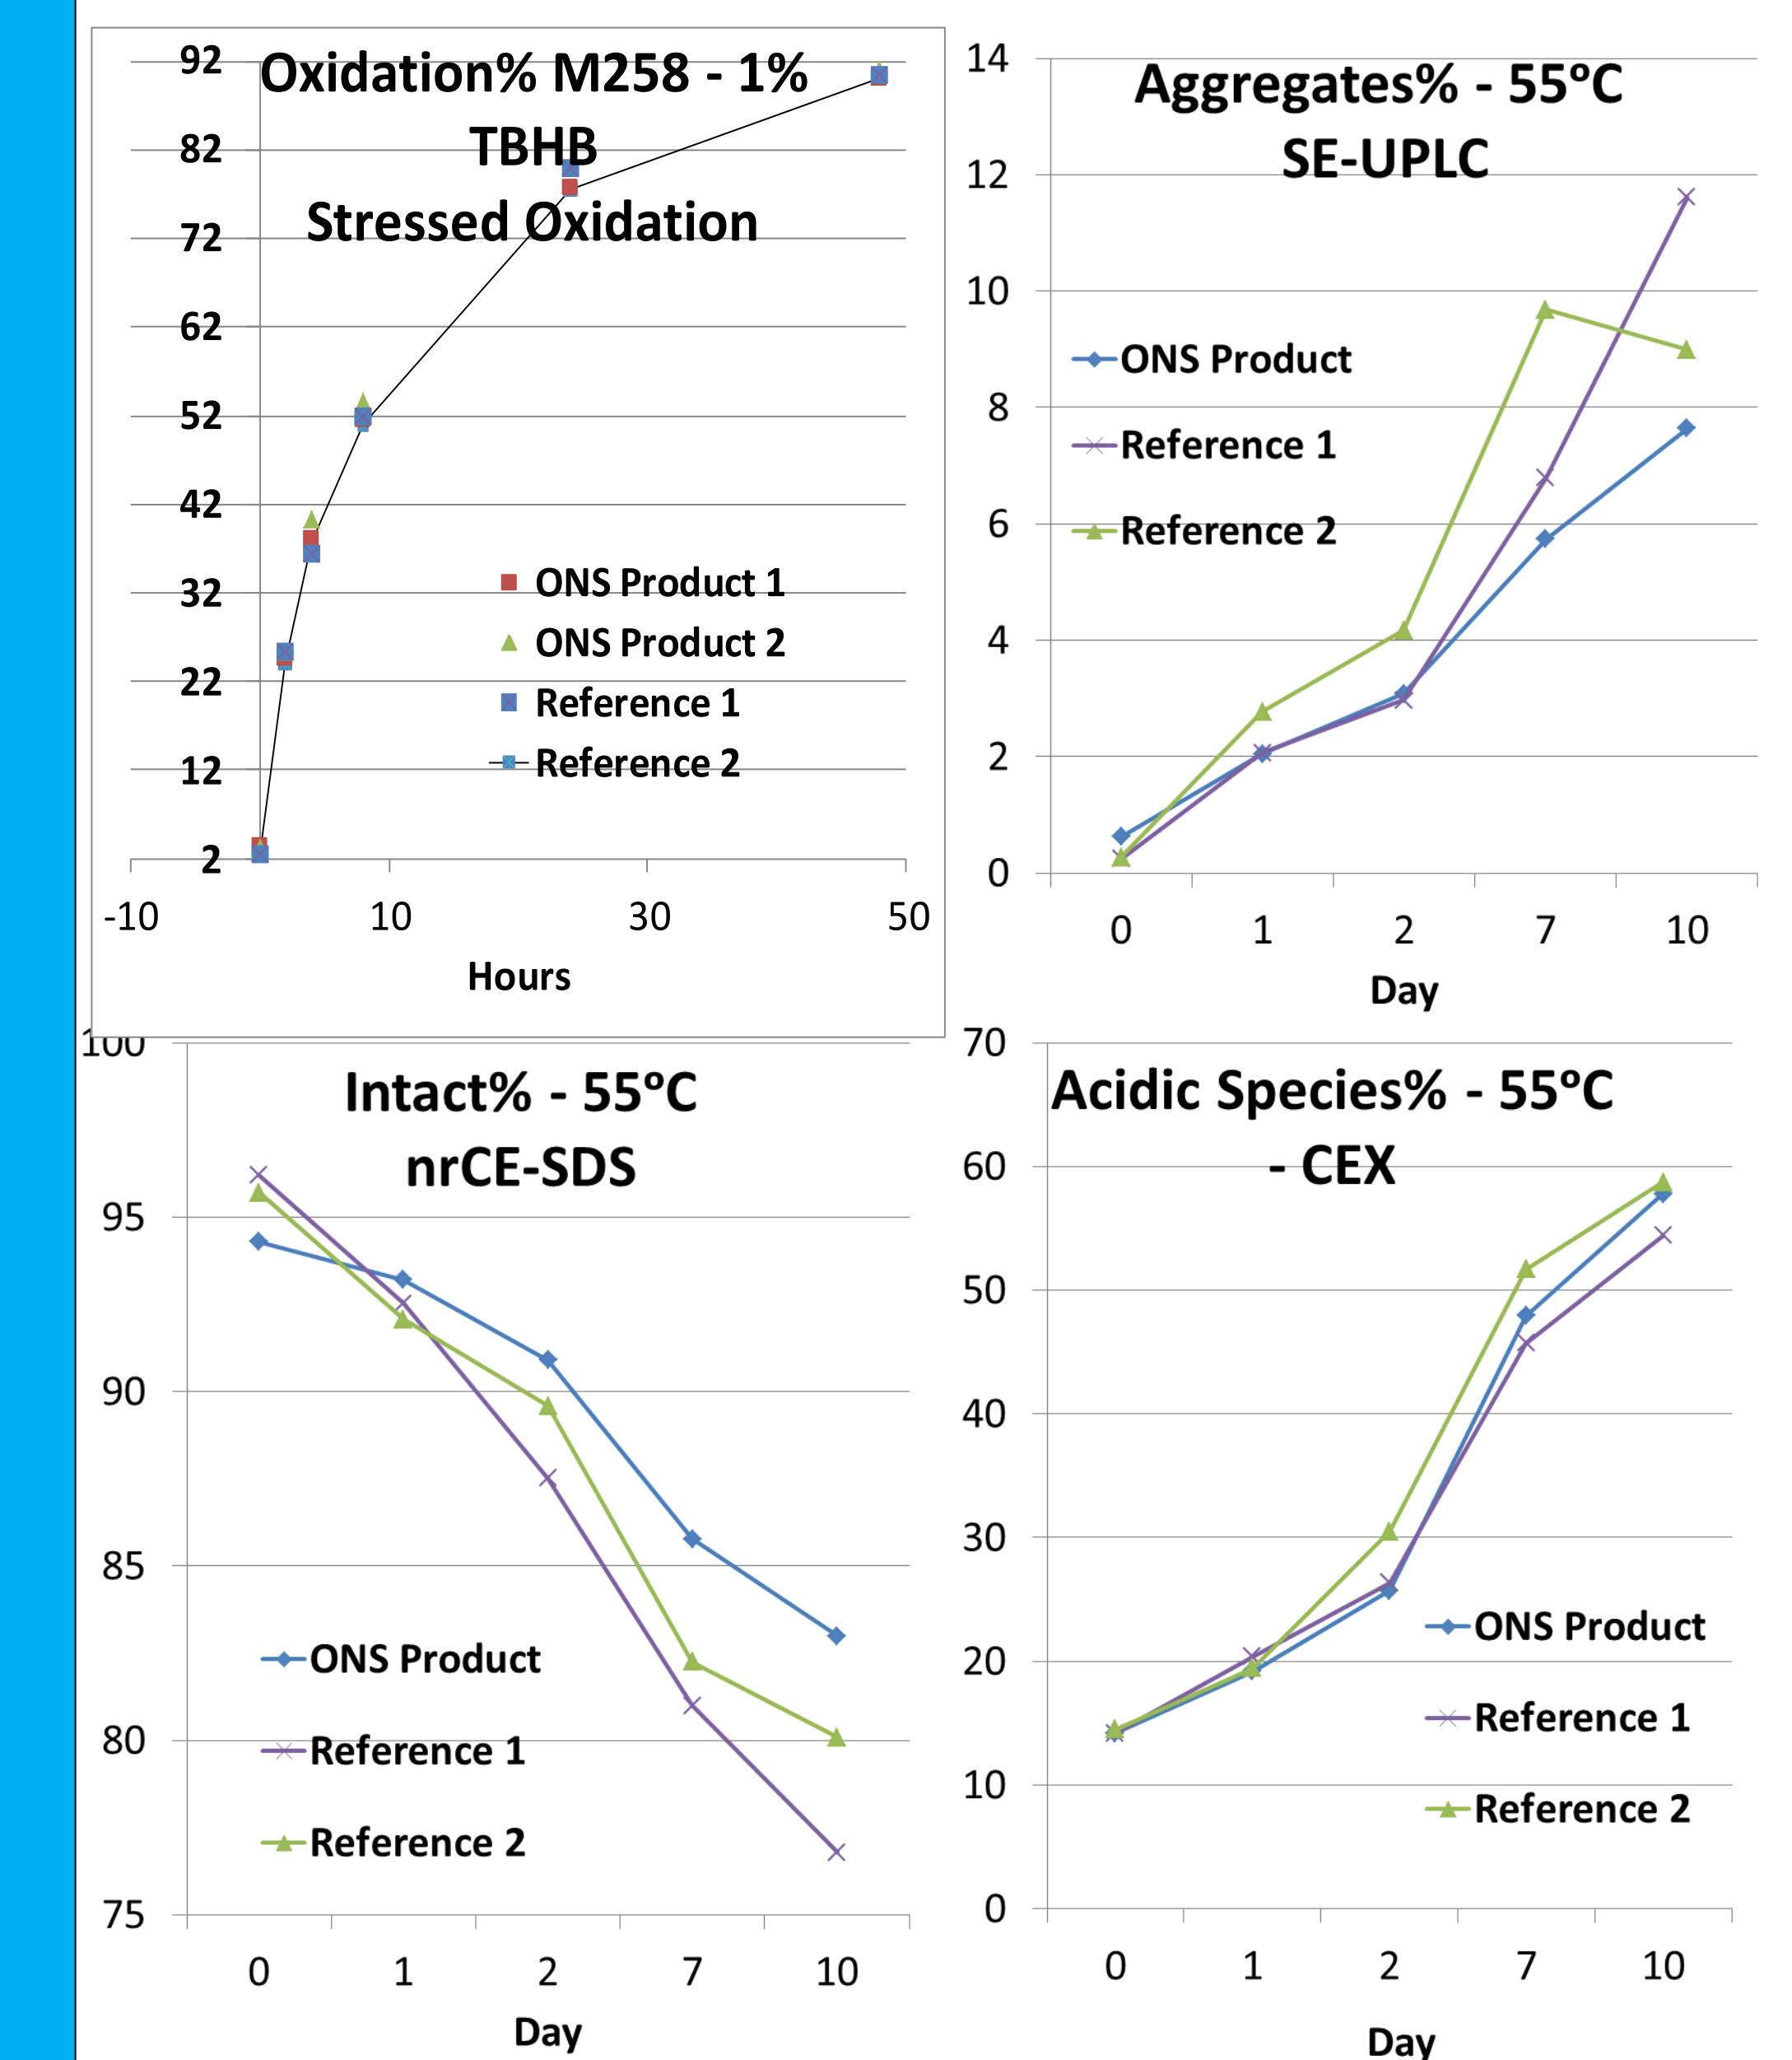 Oxidation% M258 - 1%
TBHB
Stressed Oxidation
92
82
72
62
52
42
32
22
12
2
ONS Product 1
ONS Product 2
Reference 1
Reference 2
-10 10 30 50
Hours
Aggregates% - 55ºC
SE-UPLC
14
12
10
8
6
4
2
0
ONS Product
Reference 1
Reference 2
0 1 2 7 10
Day
Intact% - 55ºC
nrCE-SDS
100
95
90
85
80
75
ONS Product
Reference 1
Reference 2
0 1 2 7 10
Day
Acidic Species% - 55ºC
- CEX
70
60
50
40
30
20
10
0
ONS Product
Reference 1
Reference 2
0 1 2 7 10
Day